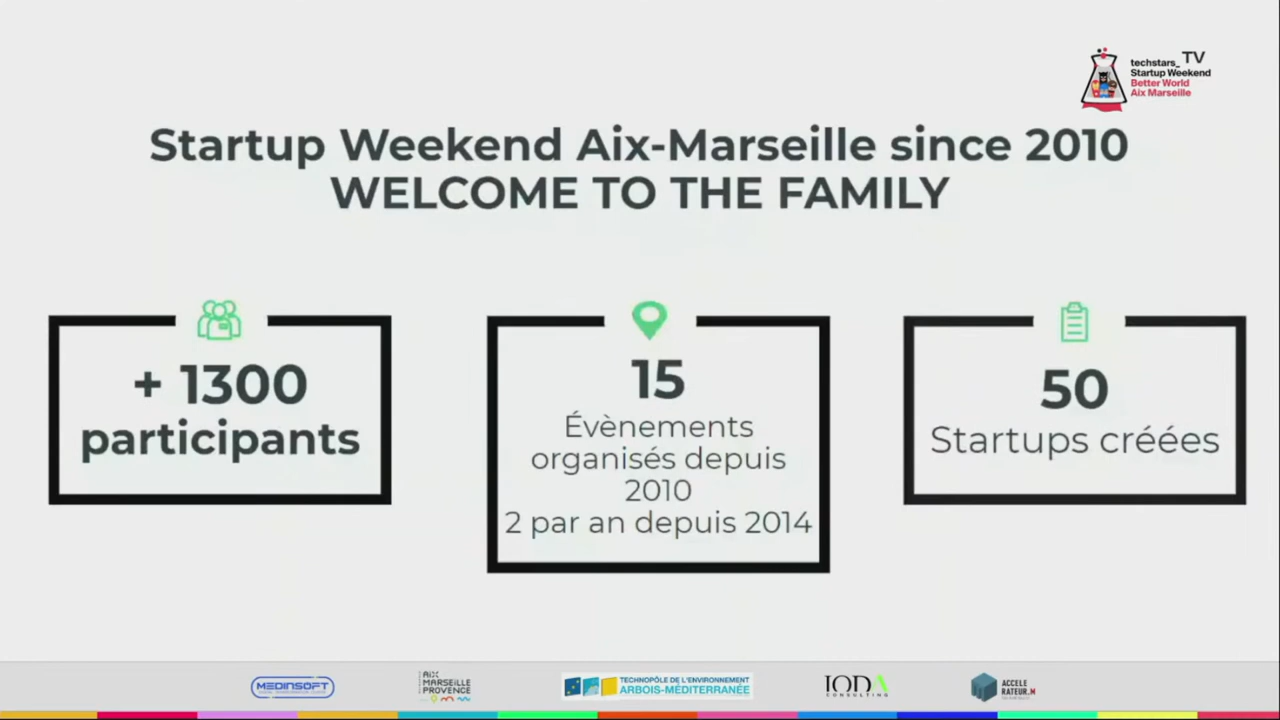 techstars_ TV
Startup Weekend
Better World
Aix Marseille
Startup Weekend Aix-Marseille since 2010
WELCOME TO THE FAMILY
+ 1300
participants
15
Évènements
organisés depuis
2010
2 par an depuis 2014
50
Startups créées
MEDINSOFT
AIX
MARSEILLE
PROVENCE
TECHNOPÔLE DE L'ENVIRONNEMENT
ARBOIS-MÉDITERRANÉE
IODA
CONSULTING
ACCELE
RATEUR.M